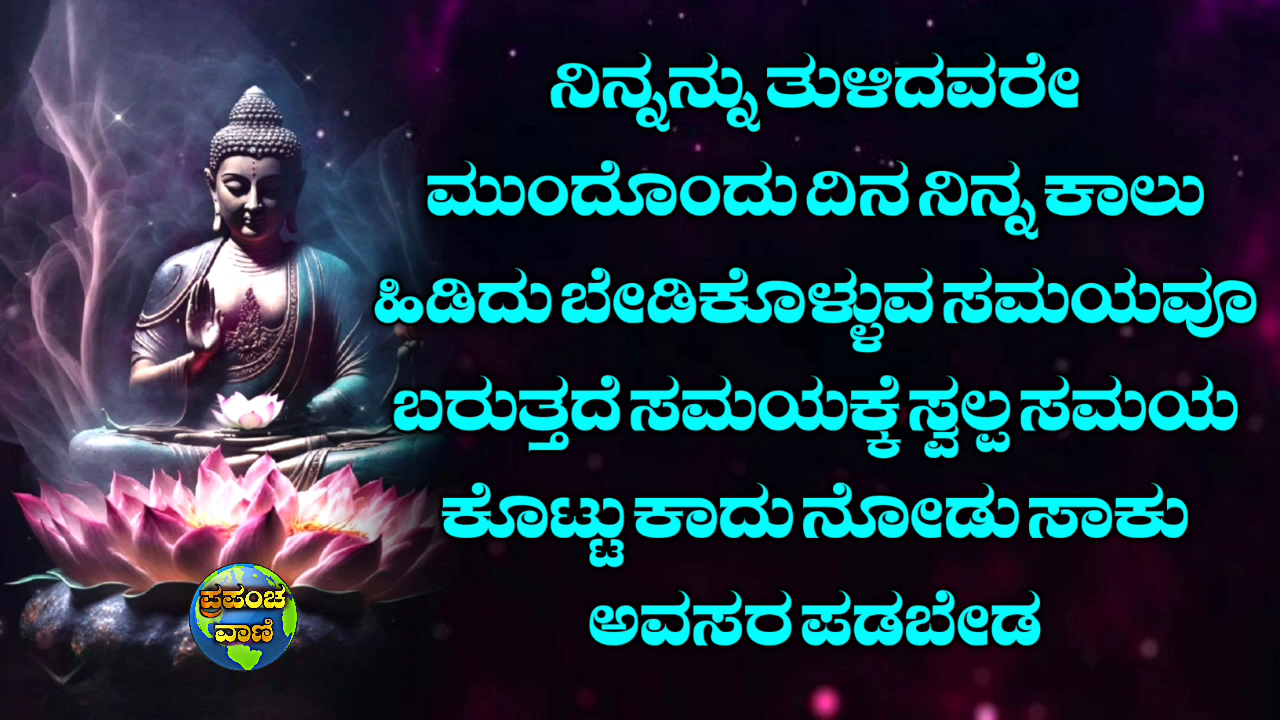 ನಿನ್ನನ್ನು ತುಳಿದವರೇ
ಮುಂದೊಂದು ದಿನ ನಿನ್ನ ಕಾಲು
ಹಿಡಿದು ಬೇಡಿಕೊಳ್ಳುವ ಸಮಯವೂ
ಬರುತ್ತದೆ ಸಮಯಕ್ಕೆ ಸ್ವಲ್ಪ ಸಮಯ
ಕೊಟ್ಟು ಕಾದು ನೋಡು ಸಾಕು
ಅವಸರ ಪಡಬೇಡ
ಪ್ರಪಂಚ
ವಾಣಿ